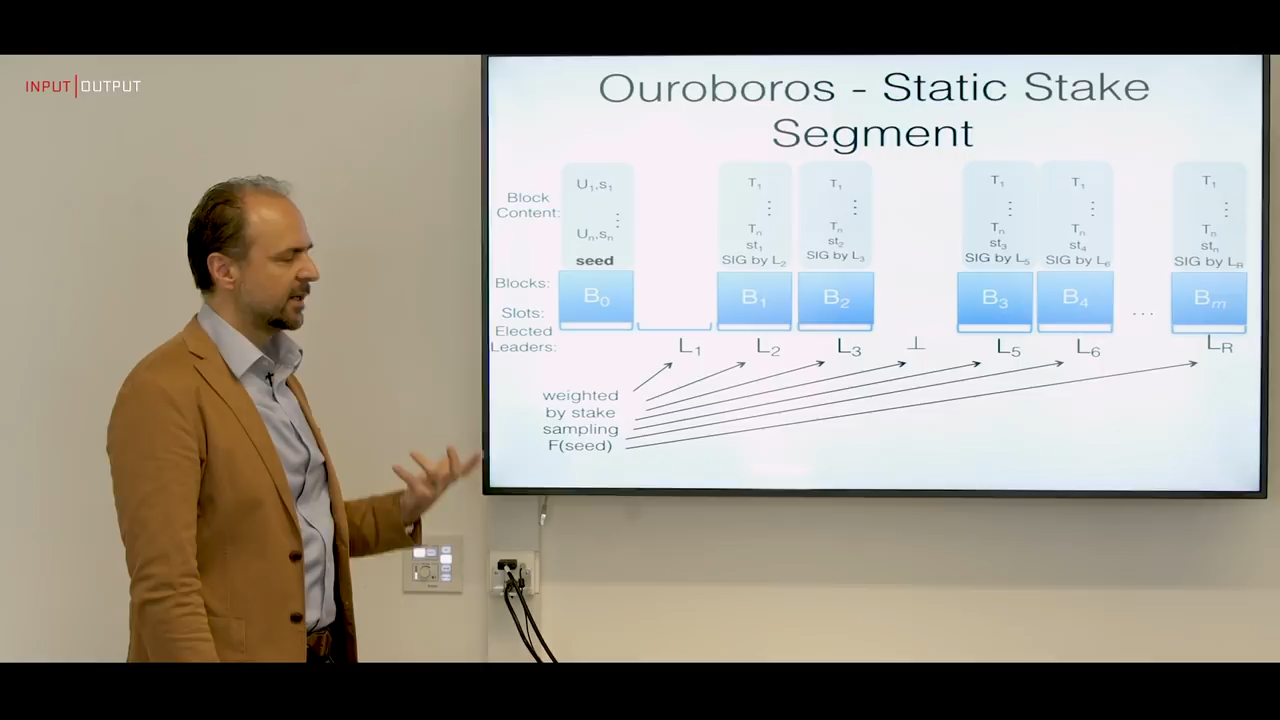 INPUT|OUTPUT
Ouroboros - Static Stake
Segment
Block
Content:
U₁,s₁
⋮
Uₙ,sₙ
seed
T₁
⋮
Tₙ
st₁
SIG by L₂
T₁
⋮
Tₙ
st₂
SIG by L₃
T₁
⋮
Tₙ
st₃
SIG by L₅
T₁
⋮
Tₙ
st₄
SIG by L₆
T₁
⋮
Tₙ
stₙ
SIG by L_R
Blocks:
B₀
B₁
B₂
B₃
B₄
...
Bₘ
Slots:
Elected
Leaders:
L₁
L₂
L₃
⊥
L₅
L₆
L_R
weighted
by stake
sampling
F(seed)